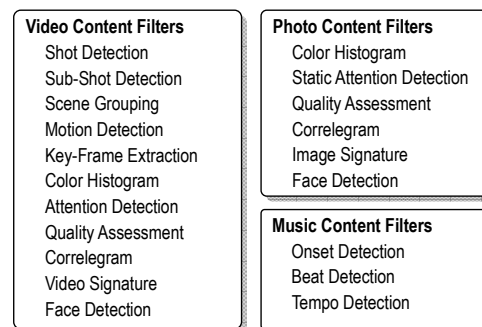 Video Content Filters
Shot Detection
Sub-Shot Detection
Scene Grouping
Motion Detection
Key-Frame Extraction
Color Histogram
Attention Detection
Quality Assessment
Correlegram
Video Signature
Face Detection
Photo Content Filters
Color Histogram
Static Attention Detection
Quality Assessment
Correlegram
Image Signature
Face Detection
Music Content Filters
Onset Detection
Beat Detection
Tempo Detection